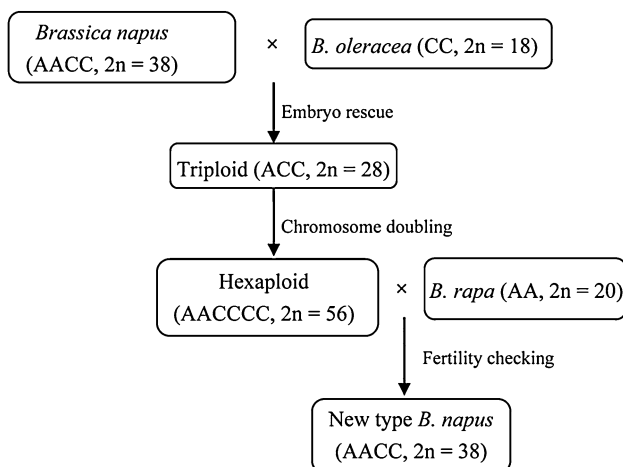 Brassica napus
(AACC, 2n = 38)
×
B. oleracea (CC, 2n = 18)
Embryo rescue
Triploid (ACC, 2n = 28)
Chromosome doubling
Hexaploid
(AACCCC, 2n = 56)
×
B. rapa (AA, 2n = 20)
Fertility checking
New type B. napus
(AACC, 2n = 38)